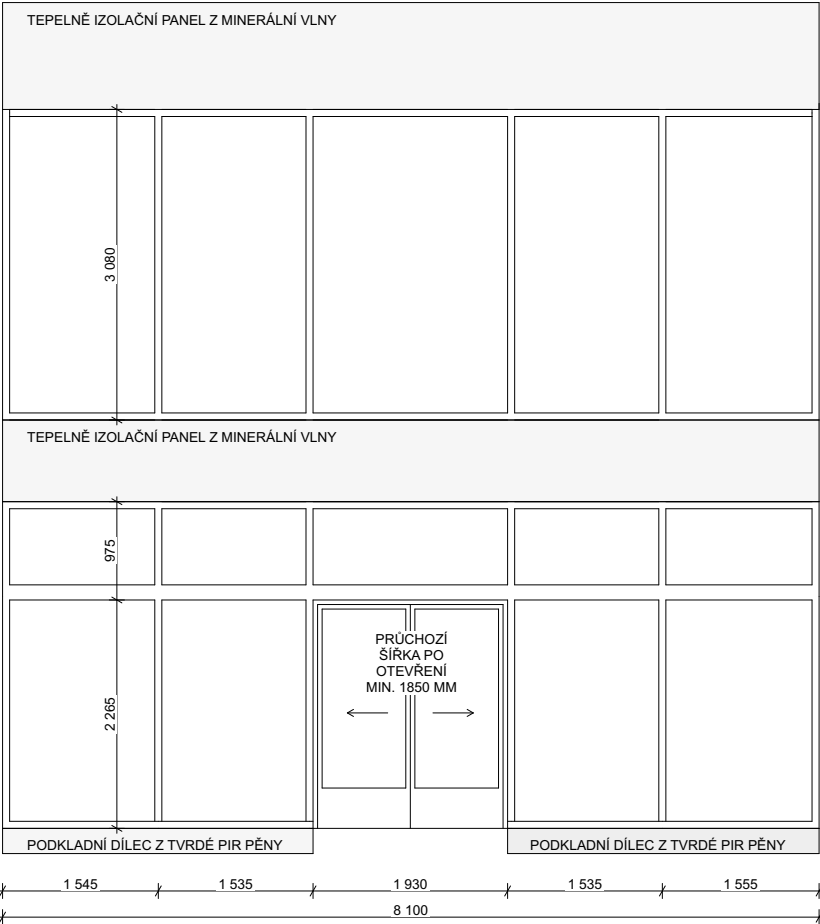 TEPELNĚ IZOLAČNÍ PANEL Z MINERÁLNÍ VLNY
3 080
TEPELNĚ IZOLAČNÍ PANEL Z MINERÁLNÍ VLNY
975
PRŮCHOZÍ
ŠÍŘKA PO
OTEVŘENÍ
MIN. 1850 MM
2 265
PODKLADNÍ DÍLEC Z TVRDÉ PIR PĚNY
PODKLADNÍ DÍLEC Z TVRDÉ PIR PĚNY
1 545
1 535
1 930
1 535
1 555
8 100